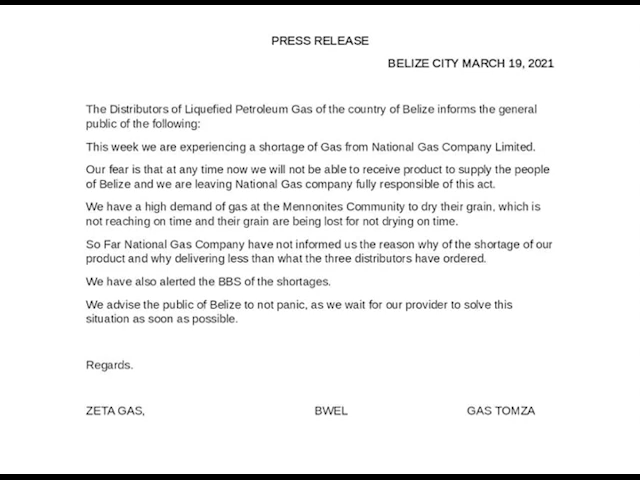 PRESS RELEASE
BELIZE CITY MARCH 19, 2021
The Distributors of Liquefied Petroleum Gas of the country of Belize informs the general
public of the following:
This week we are experiencing a shortage of Gas from National Gas Company Limited.
Our fear is that at any time now we will not be able to receive product to supply the people
of Belize and we are leaving National Gas company fully responsible of this act.
We have a high demand of gas at the Mennonites Community to dry their grain, which is
not reaching on time and their grain are being lost for not drying on time.
So Far National Gas Company have not informed us the reason why of the shortage of our
product and why delivering less than what the three distributors have ordered.
We have also alerted the BBS of the shortages.
We advise the public of Belize to not panic, as we wait for our provider to solve this
situation as soon as possible.
Regards.
ZETA GAS, BWEL GAS TOMZA